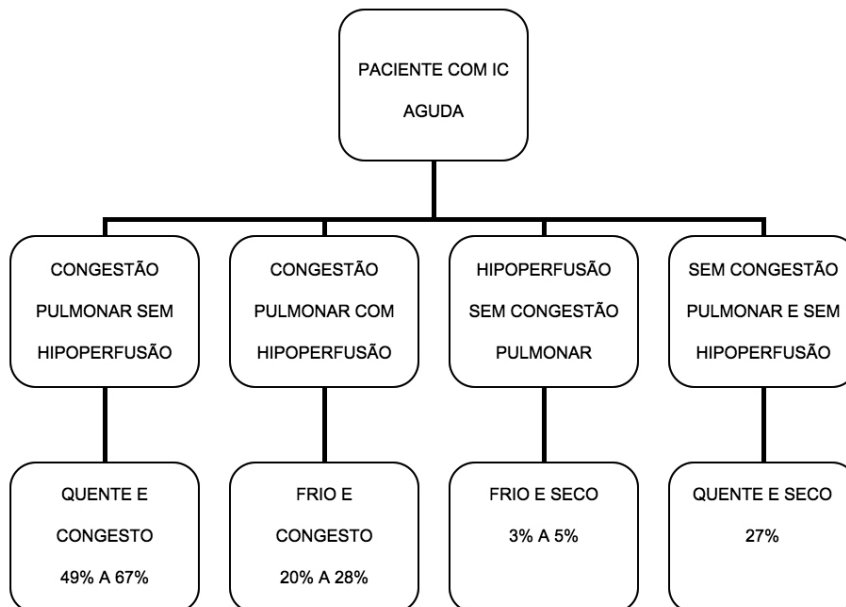 PACIENTE COM IC
AGUDA
CONGESTÃO
PULMONAR SEM
HIPOPERFUSÃO
CONGESTÃO
PULMONAR COM
HIPOPERFUSÃO
HIPOPERFUSÃO
SEM CONGESTÃO
PULMONAR
SEM CONGESTÃO
PULMONAR E SEM
HIPOPERFUSÃO
QUENTE E
CONGESTO
49% A 67%
FRIO E
CONGESTO
20% A 28%
FRIO E SECO
3% A 5%
QUENTE E SECO
27%